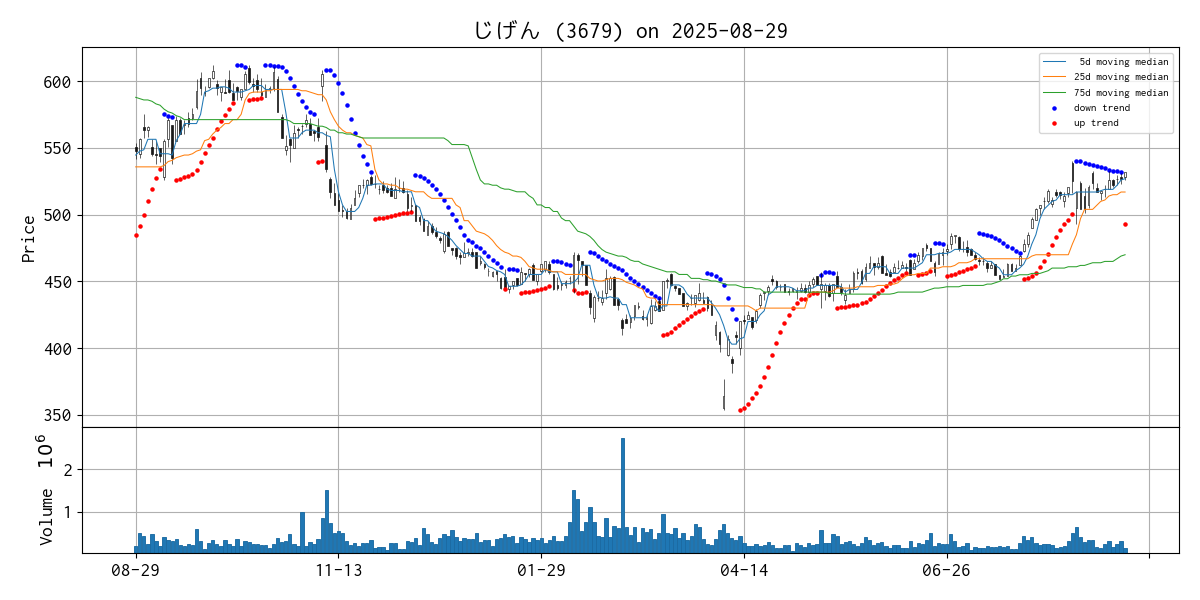 じげん (3679) on 2025-08-29
5d moving median
25d moving median
75d moving median
down trend
up trend
Price
600
550
500
450
400
350
Volume 10^6
2
1
08-29 11-13 01-29 04-14 06-26